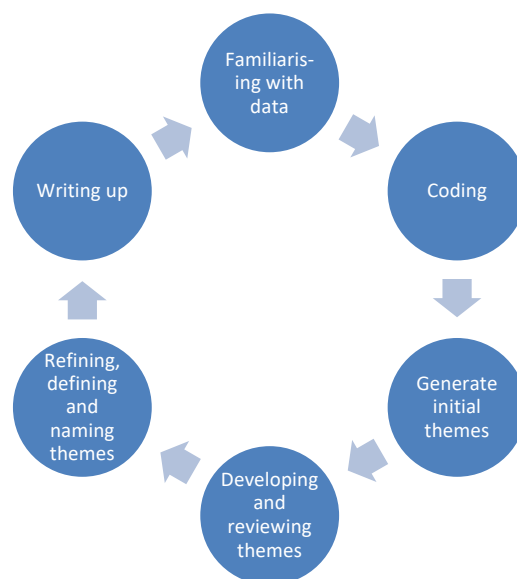 Familiaris-
ing with
data
Coding
Generate
initial
themes
Developing
and
reviewing
themes
Refining,
defining
and
naming
themes
Writing up